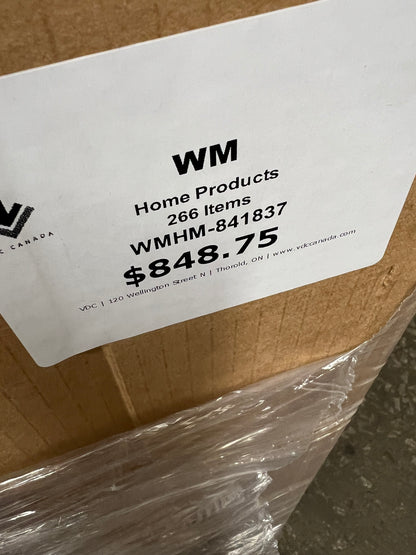 WM
Home Products
266 Items
WMHM-841837
$848.75
C CANADA
VDC | 120 Wellington Street N | Thorold, ON | www.vdccanada.com